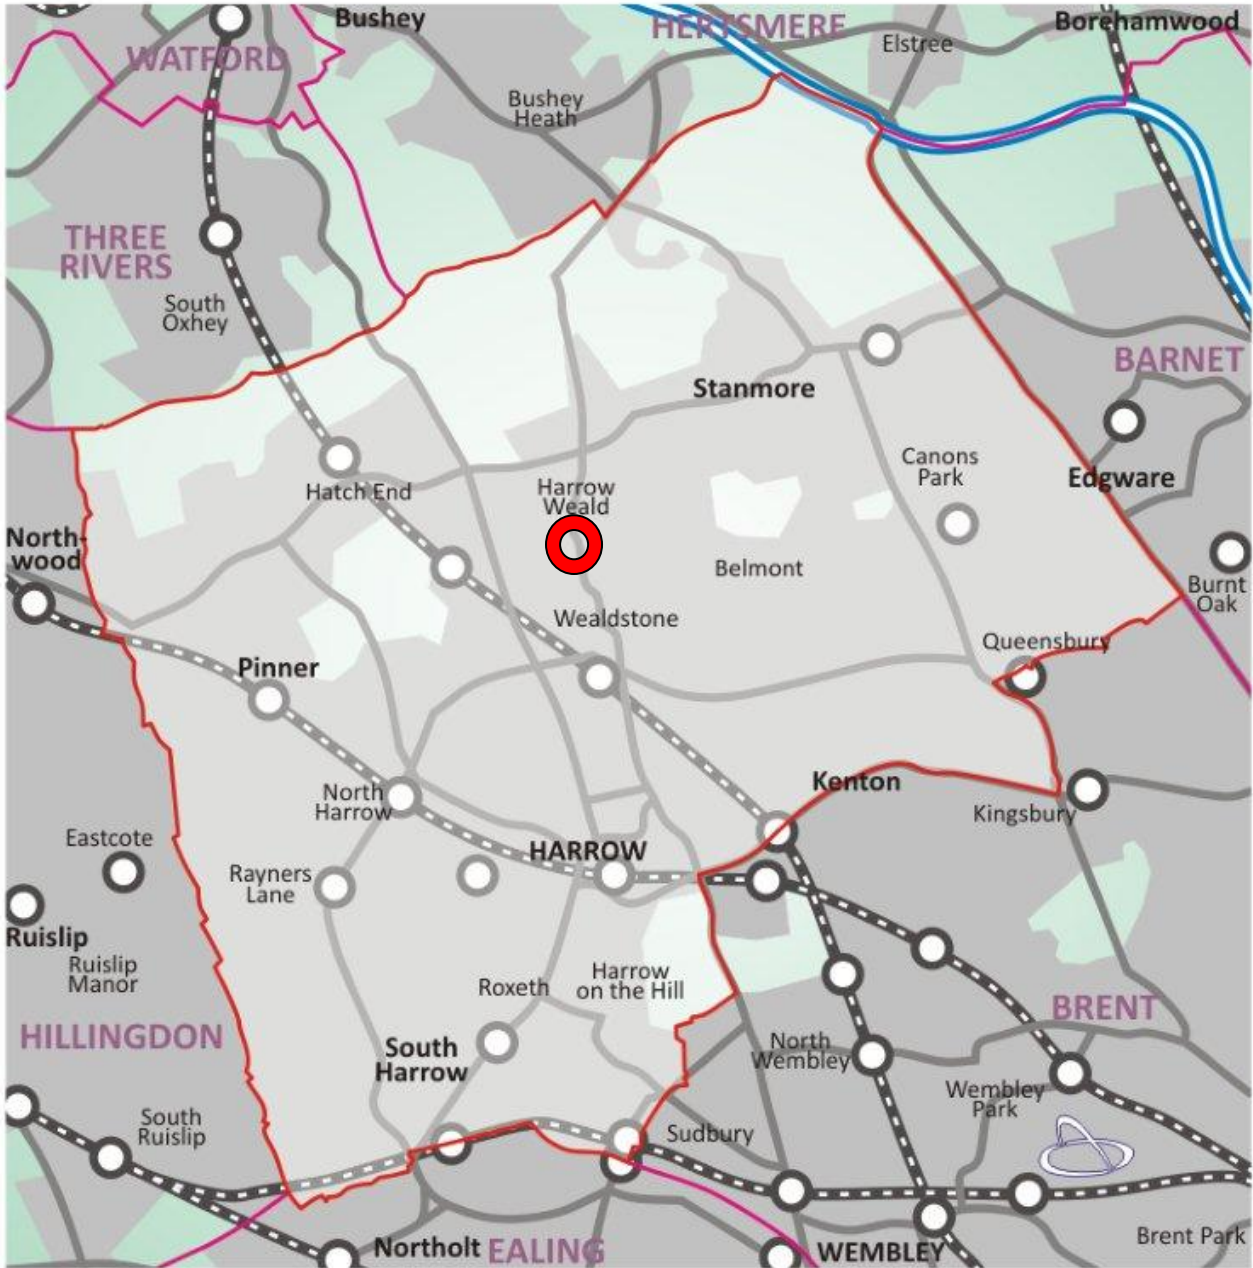 Bushey
HERTSMERE
Borehamwood
WATFORD
Elstree
Bushey
Heath
THREE
RIVERS
South
Oxhey
BARNET
Stanmore
Canons
Park
Edgware
Hatch End
Harrow
Weald
North-
wood
Belmont
Burnt
Oak
Wealdstone
Queensbury
Pinner
Kenton
North
Harrow
Kingsbury
Eastcote
HARROW
Rayners
Lane
Ruislip
Ruislip
Manor
Harrow
on the Hill
Roxeth
BRENT
HILLINGDON
South
Harrow
North
Wembley
Wembley
Park
South
Ruislip
Sudbury
Brent Park
Northolt
EALING
WEMBLEY